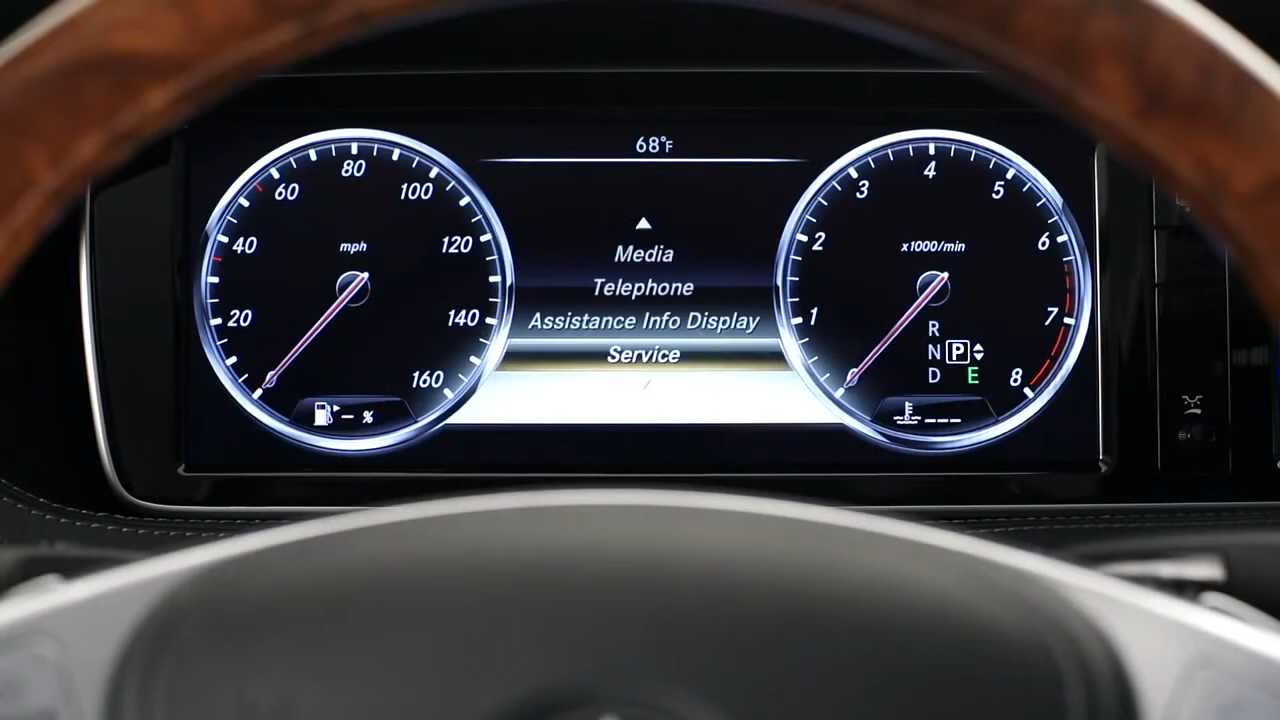 68°F
80
60
100
40
mph
120
20
140
160
- %
Media
Telephone
Assistance Info Display
Service
4
3
5
2
x1000/min
6
1
7
R
N P
D E
8
---